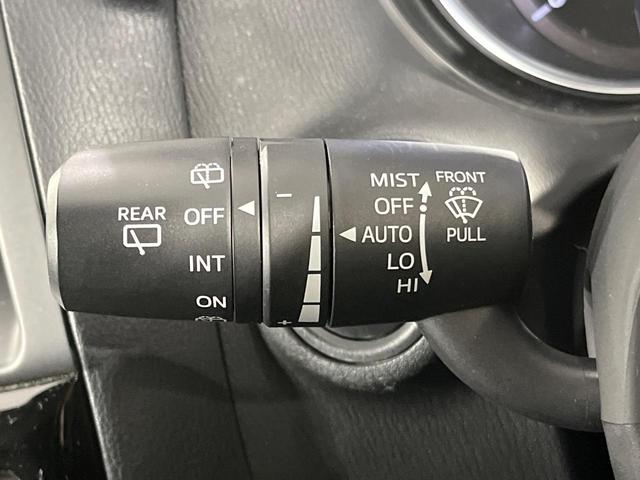 REAR
OFF
INT
ON
−
+
MIST
OFF
AUTO
LO
HI
FRONT
PULL